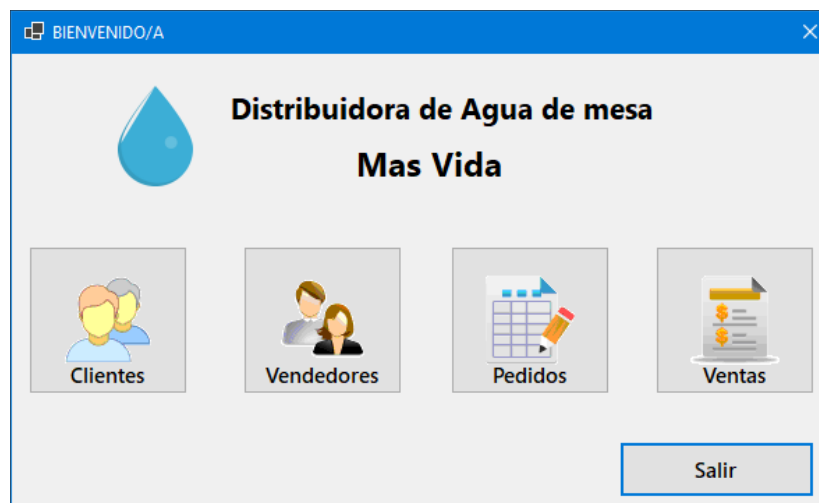 BIENVENIDO/A
Distribuidora de Agua de mesa
Mas Vida
Clientes
Vendedores
Pedidos
Ventas
Salir